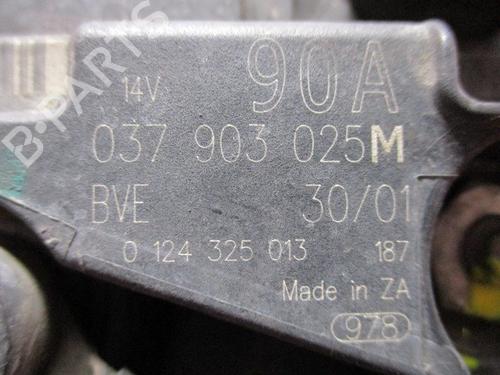 B-PARTS
14V 90A
037 903 025M
BVE 30/01
0 124 325 013 187
Made in ZA
978